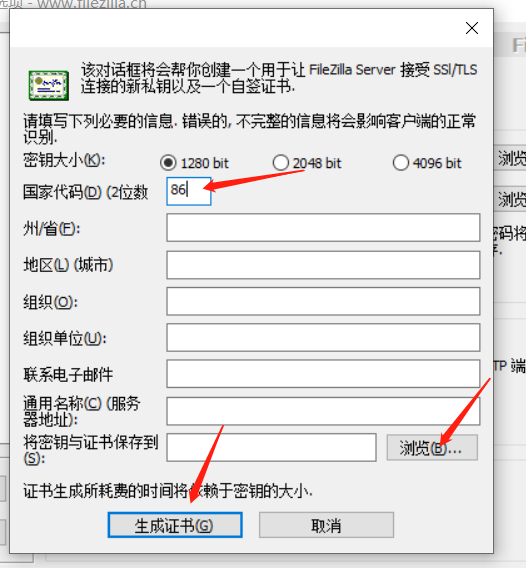 选项 - www.filezilla.cn
该对话框将会帮你创建一个用于让 FileZilla Server 接受 SSl/TLS
连接的新私钥以及一个自签证书.
请填写下列必要的信息. 错误的, 不完整的信息将会影响客户端的正常
识别.
密钥大小(K):
1280 bit
2048 bit
4096 bit
国家代码(D) (2位数
86
州/省(F):
地区(L) (城市)
组织(O):
组织单位(U):
联系电子邮件
通用名称(C) (服务
器地址):
将密钥与证书保存到
(S):
浏览(B)...
证书生成所耗费的时间将依赖于密钥的大小.
生成证书(G)
取消
浏览
浏览
密码将
TP 端